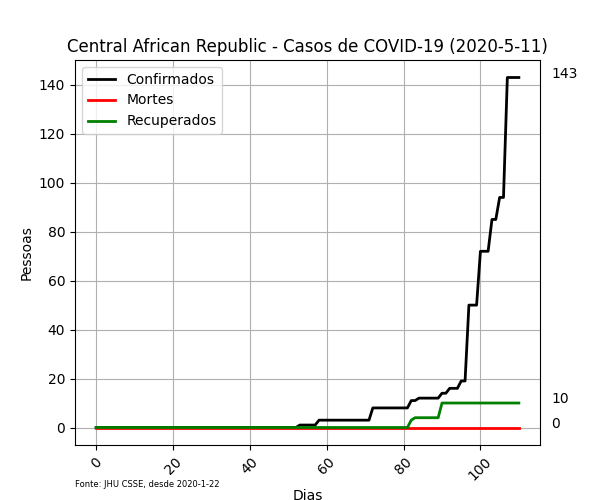 Central African Republic - Casos de COVID-19 (2020-5-11)
Confirmados
Mortes
Recuperados
143
140
120
100
80
60
40
20
0
10
0
Pessoas
0
20
40
60
80
100
Fonte: JHU CSSE, desde 2020-1-22
Dias